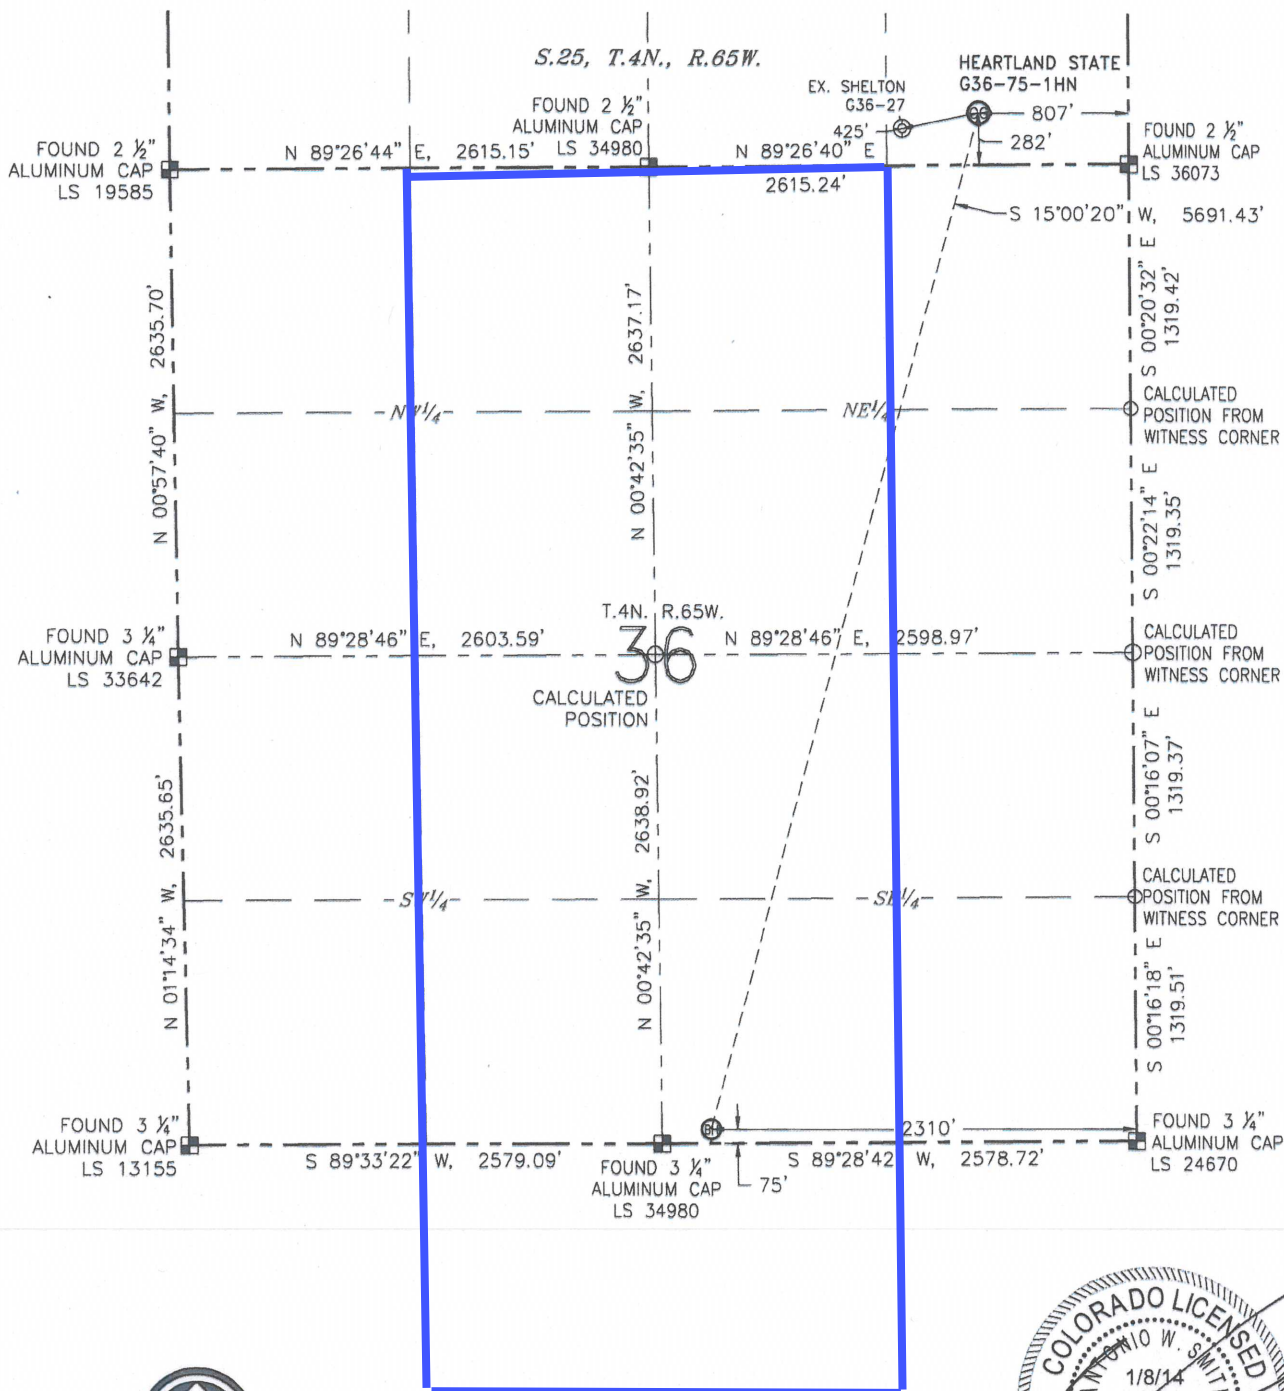 S.25, T.4N., R.65W.
HEARTLAND STATE
G36-75-1HN
EX. SHELTON
G36-27
425'
807'
282'
FOUND 2 ½"
ALUMINUM CAP
LS 19585
N 89°26'44" E, 2615.15'
FOUND 2 ½"
ALUMINUM CAP
LS 34980
N 89°26'40" E
2615.24'
FOUND 2 ½"
ALUMINUM CAP
LS 36073
S 15°00'20" W, 5691.43'
N 00°57'40" W, 2635.70'
N 00°42'35" W, 2637.17'
S 00°20'32" E
1319.42'
NW¼
NE¼
CALCULATED
POSITION FROM
WITNESS CORNER
S 00°22'14" E
1319.35'
FOUND 3 ¼"
ALUMINUM CAP
LS 33642
N 89°28'46" E, 2603.59'
T.4N. R.65W.
36
CALCULATED
POSITION
N 89°28'46" E, 2598.97'
CALCULATED
POSITION FROM
WITNESS CORNER
N 01°14'34" W, 2635.65'
N 00°42'35" W, 2638.92'
S 00°16'07" E
1319.37'
SW¼
SE¼
CALCULATED
POSITION FROM
WITNESS CORNER
S 00°16'18" E
1319.51'
FOUND 3 ¼"
ALUMINUM CAP
LS 13155
S 89°33'22" W, 2579.09'
FOUND 3 ¼"
ALUMINUM CAP
LS 34980
BH
2310'
75'
S 89°28'42" W, 2578.72'
FOUND 3 ¼"
ALUMINUM CAP
LS 24670
COLORADO LICENSED
ANTONIO W. SMIT
1/8/14